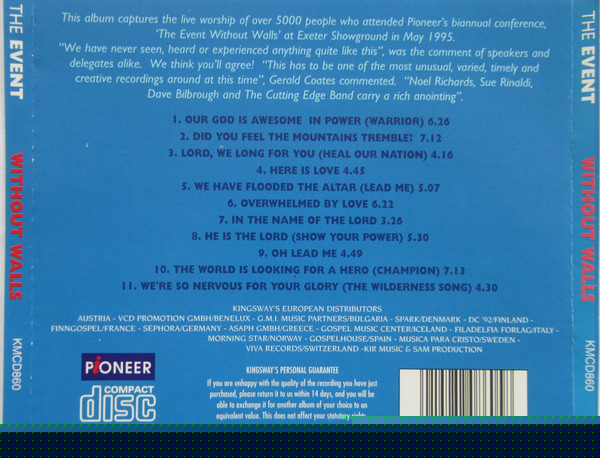 This album captures the live worship of over 5000 people who attended Pioneer's biannual conference,
'The Event Without Walls' at Exeter Showground in May 1995.
"We have never seen, heard or experienced anything quite like this", was the comment of speakers and
delegates alike. We think you'll agree! "This has to be one of the most unusual, varied, timely and
creative recordings around at this time", Gerald Coates commented. "Noel Richards, Sue Rinaldi,
Dave Bilbrough and The Cutting Edge Band carry a rich anointing".
1. OUR GOD IS AWESOME IN POWER (WARRIOR) 6.26
2. DID YOU FEEL THE MOUNTAINS TREMBLE? 7.12
3. LORD, WE LONG FOR YOU (HEAL OUR NATION) 4.16
4. HERE IS LOVE 4.45
5. WE HAVE FLOODED THE ALTAR (LEAD ME) 5.07
6. OVERWHELMED BY LOVE 6.22
7. IN THE NAME OF THE LORD 3.26
8. HE IS THE LORD (SHOW YOUR POWER) 5.30
9. OH LEAD ME 4.49
10. THE WORLD IS LOOKING FOR A HERO (CHAMPION) 7.13
11. WE'RE SO NERVOUS FOR YOUR GLORY (THE WILDERNESS SONG) 4.30
KINGSWAY'S EUROPEAN DISTRIBUTORS
AUSTRIA - VCD PROMOTION GMBH/BENELUX - G.M.I. MUSIC PARTNERS/BULGARIA - SPARK/DENMARK - DC '92/FINLAND -
FINNGOSPEL/FRANCE - SEPHORA/GERMANY - ASAPH GMBH/GREECE - GOSPEL MUSIC CENTER/ICELAND - FILADELFIA FORLAG/ITALY -
MORNING STAR/NORWAY - GOSPELHOUSE/SPAIN - MUSICA PARA CRISTO/SWEDEN -
VIVA RECORDS/SWITZERLAND -KIR MUSIC & SAM PRODUCTION
PIONEER
COMPACT
disc
KINGSWAY'S PERSONAL GUARANTEE
If you are unhappy with the quality of the recording you have just
purchased, please return it to us within 14 days, and you will be
able to exchange it for another album of your choice to an
equivalent value. This does not affect your statutory rights.
THE EVENT WITHOUT WALLS KMCD860
THE EVENT WITHOUT WALLS KMCD860